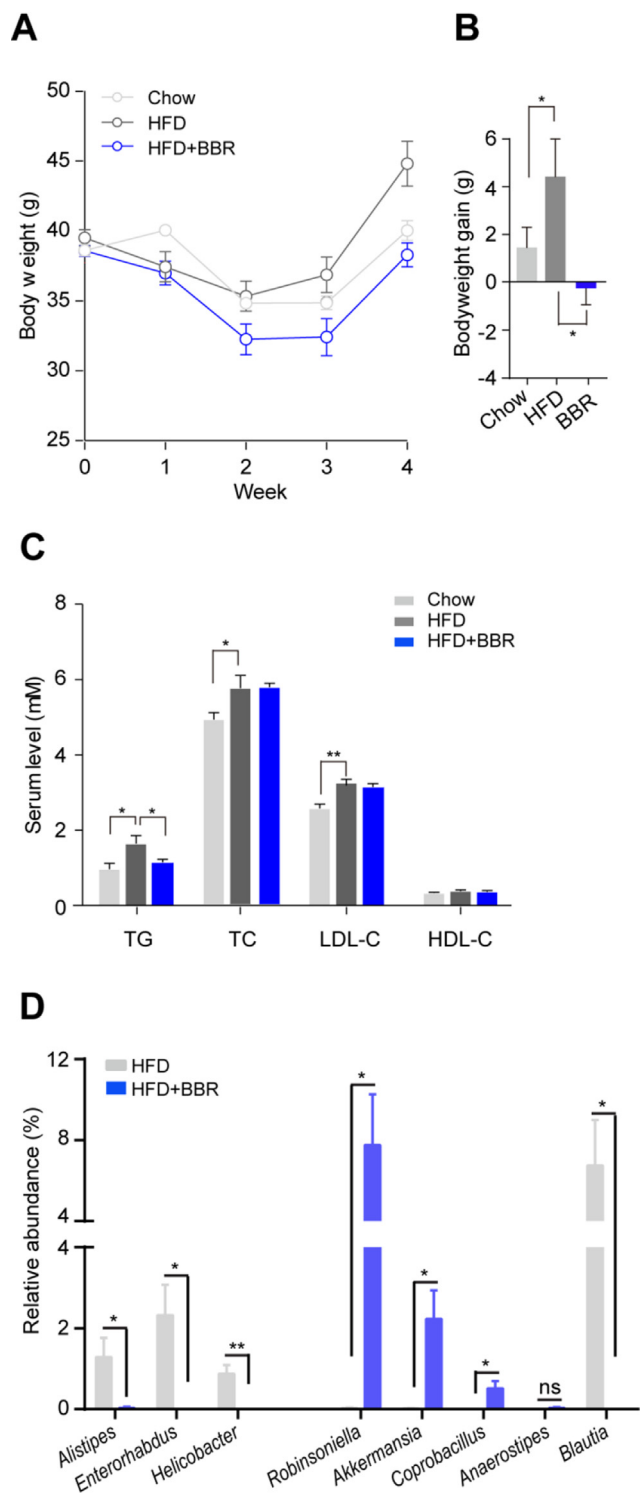 A
50
45
40
35
30
25
Body weight (g)
Chow
HFD
HFD+BBR
0 1 2 3 4
Week
B
*
6
4
2
0
-2
-4
Bodyweight gain (g)
*
Chow HFD BBR
C
8
6
4
2
0
Serum level (mM)
Chow
HFD
HFD+BBR
* * * **
TG TC LDL-C HDL-C
D
12
8
4
4
2
0
Relative abundance (%)
HFD
HFD+BBR
* * ** * * * ns *
Alistipes Enterorhabdus Helicobacter Robinsoniella Akkermansia Coprobacillus Anaerostipes Blautia